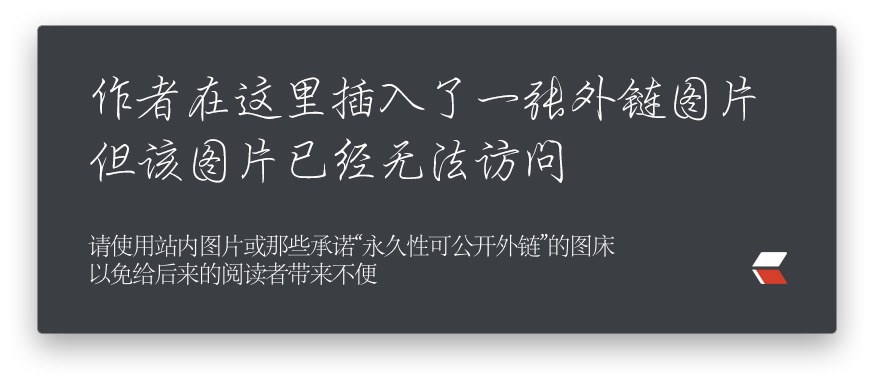 作者在这里插入了一张外链图片
但该图片已经无法访问
请使用站内图片或那些承诺“永久性可公开外链”的图床
以免给后来的阅读者带来不便